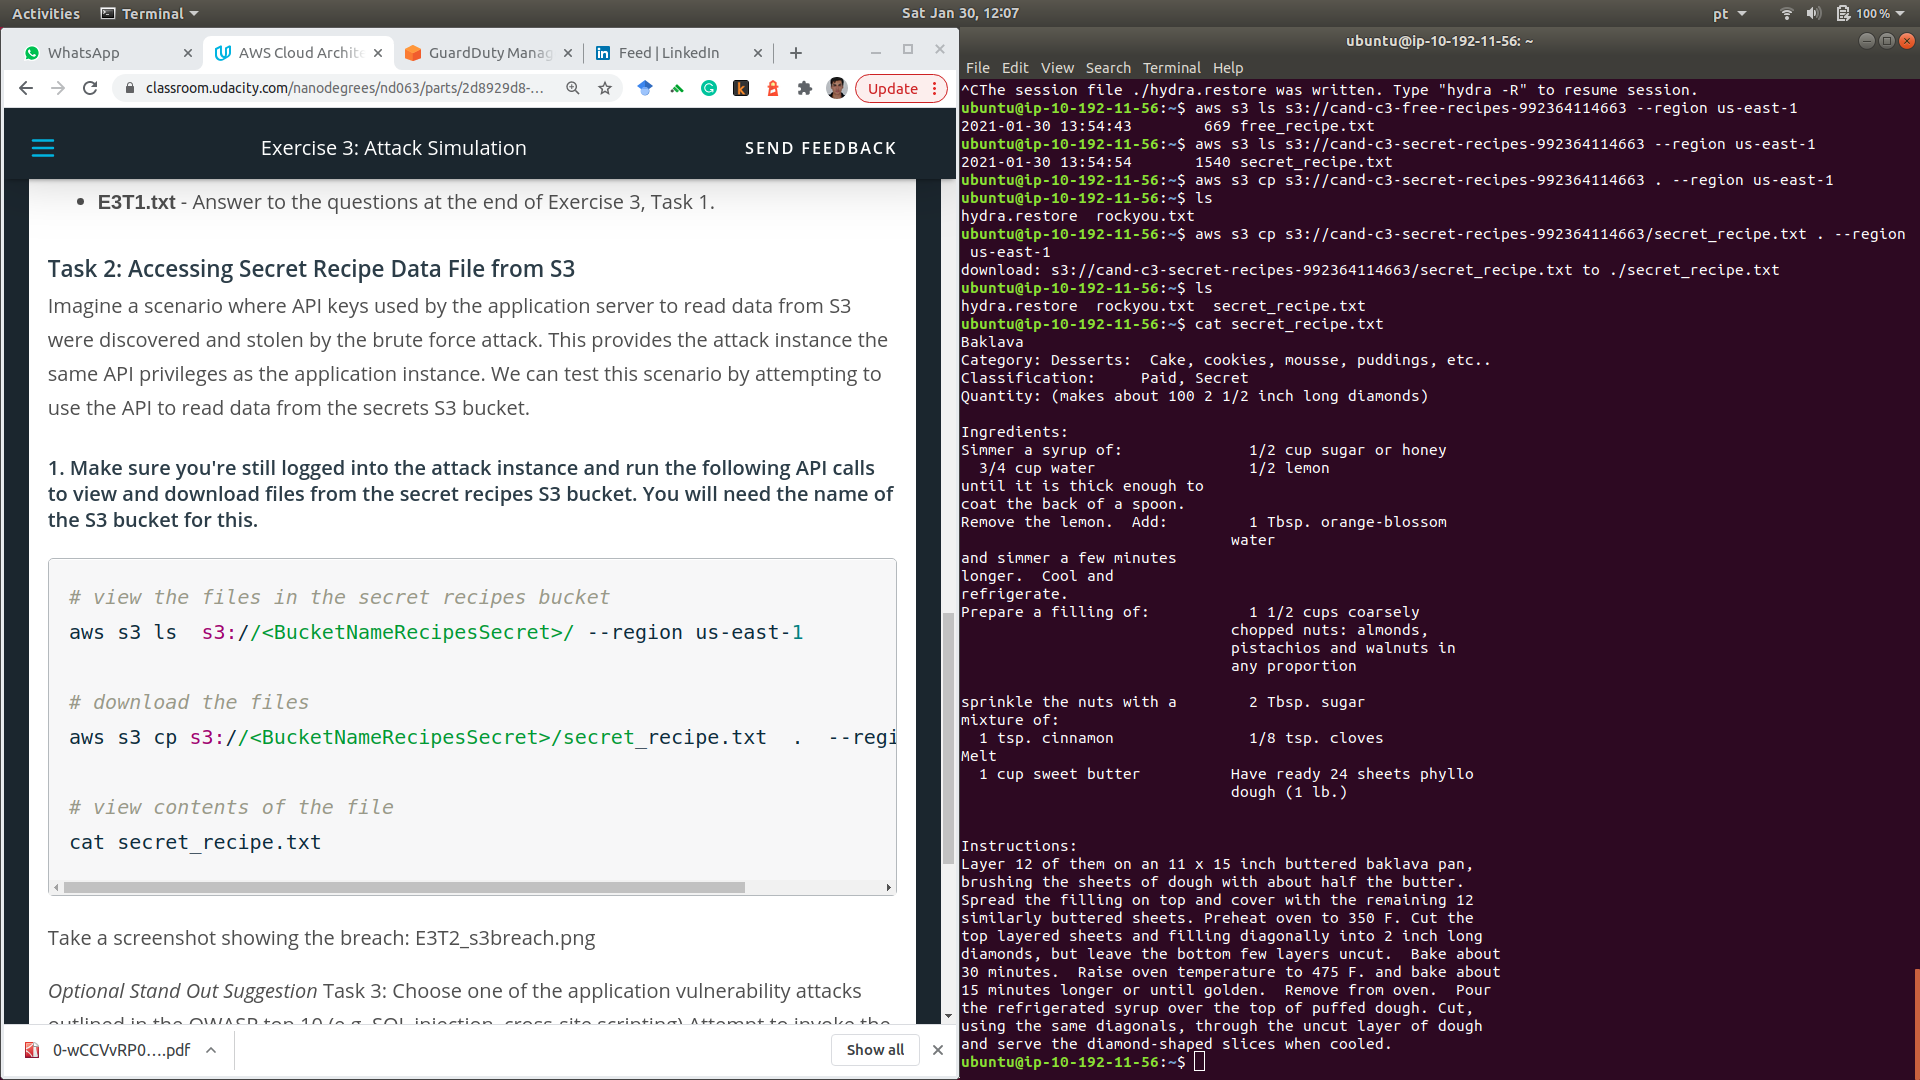 Activities Terminal Sat Jan 30, 12:07 pt 100 %
WhatsApp AWS Cloud Archite GuardDuty Manag Feed | LinkedIn
classroom.udacity.com/nanodegrees/nd063/parts/2d8929d8-... Update
Exercise 3: Attack Simulation SEND FEEDBACK
E3T1.txt - Answer to the questions at the end of Exercise 3, Task 1.
Task 2: Accessing Secret Recipe Data File from S3
Imagine a scenario where API keys used by the application server to read data from S3
were discovered and stolen by the brute force attack. This provides the attack instance the
same API privileges as the application instance. We can test this scenario by attempting to
use the API to read data from the secrets S3 bucket.
1. Make sure you're still logged into the attack instance and run the following API calls
to view and download files from the secret recipes S3 bucket. You will need the name of
the S3 bucket for this.
# view the files in the secret recipes bucket
aws s3 ls  s3://<BucketNameRecipesSecret>/ --region us-east-1
# download the files
aws s3 cp s3://<BucketNameRecipesSecret>/secret_recipe.txt  .  --regi
# view contents of the file
cat secret_recipe.txt
Take a screenshot showing the breach: E3T2_s3breach.png
Optional Stand Out Suggestion Task 3: Choose one of the application vulnerability attacks
outlined in the OWASP top 10 (e.g. SQL injection, cross site scripting) Attempt to invoke the
0-wCCVvRP0....pdf Show all
ubuntu@ip-10-192-11-56: ~
File Edit View Search Terminal Help
^CThe session file ./hydra.restore was written. Type "hydra -R" to resume session.
ubuntu@ip-10-192-11-56:~$ aws s3 ls s3://cand-c3-free-recipes-992364114663 --region us-east-1
2021-01-30 13:54:43        669 free_recipe.txt
ubuntu@ip-10-192-11-56:~$ aws s3 ls s3://cand-c3-secret-recipes-992364114663 --region us-east-1
2021-01-30 13:54:54       1540 secret_recipe.txt
ubuntu@ip-10-192-11-56:~$ aws s3 cp s3://cand-c3-secret-recipes-992364114663 . --region us-east-1
ubuntu@ip-10-192-11-56:~$ ls
hydra.restore  rockyou.txt
ubuntu@ip-10-192-11-56:~$ aws s3 cp s3://cand-c3-secret-recipes-992364114663/secret_recipe.txt . --region
us-east-1
download: s3://cand-c3-secret-recipes-992364114663/secret_recipe.txt to ./secret_recipe.txt
ubuntu@ip-10-192-11-56:~$ ls
hydra.restore  rockyou.txt  secret_recipe.txt
ubuntu@ip-10-192-11-56:~$ cat secret_recipe.txt
Baklava
Category: Desserts:  Cake, cookies, mousse, puddings, etc..
Classification:     Paid, Secret
Quantity: (makes about 100 2 1/2 inch long diamonds)
Ingredients:
Simmer a syrup of:              1/2 cup sugar or honey
3/4 cup water                 1/2 lemon
until it is thick enough to
coat the back of a spoon.
Remove the lemon.  Add:         1 Tbsp. orange-blossom
water
and simmer a few minutes
longer.  Cool and
refrigerate.
Prepare a filling of:           1 1/2 cups coarsely
chopped nuts: almonds,
pistachios and walnuts in
any proportion
sprinkle the nuts with a        2 Tbsp. sugar
mixture of:
1 tsp. cinnamon               1/8 tsp. cloves
Melt
1 cup sweet butter          Have ready 24 sheets phyllo
dough (1 lb.)
Instructions:
Layer 12 of them on an 11 x 15 inch buttered baklava pan,
brushing the sheets of dough with about half the butter.
Spread the filling on top and cover with the remaining 12
similarly buttered sheets. Preheat oven to 350 F. Cut the
top layered sheets and filling diagonally into 2 inch long
diamonds, but leave the bottom few layers uncut.  Bake about
30 minutes.  Raise oven temperature to 475 F. and bake about
15 minutes longer or until golden.  Remove from oven.  Pour
the refrigerated syrup over the top of puffed dough. Cut,
using the same diagonals, through the uncut layer of dough
and serve the diamond-shaped slices when cooled.
ubuntu@ip-10-192-11-56:~$